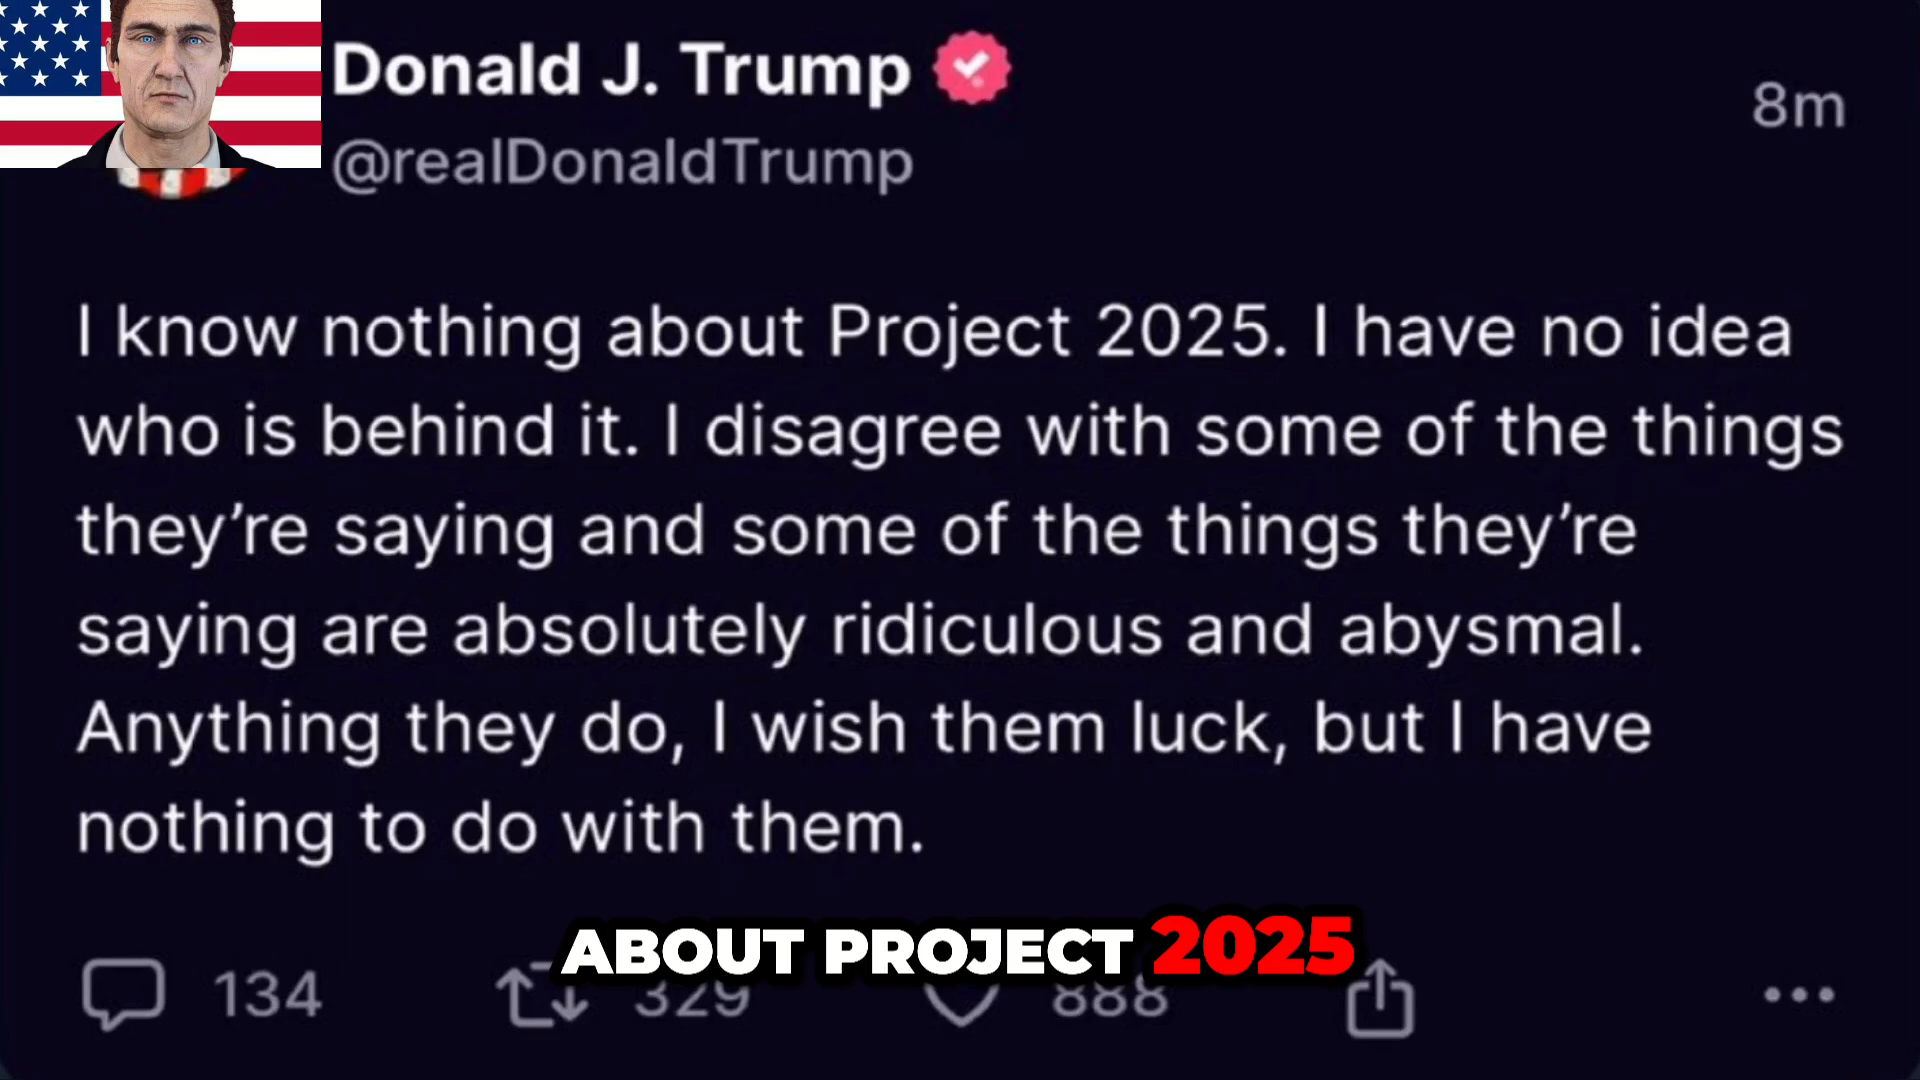 Donald J. Trump
8m
@realDonaldTrump
I know nothing about Project 2025. I have no idea
who is behind it. I disagree with some of the things
they’re saying and some of the things they’re
saying are absolutely ridiculous and abysmal.
Anything they do, I wish them luck, but I have
nothing to do with them.
ABOUT PROJECT 2025
134 329 888